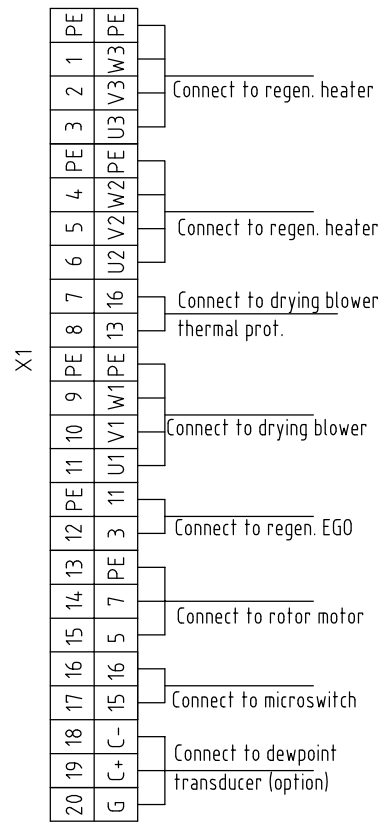 X1
PE PE
1 W3
2 V3
3 U3
Connect to regen. heater
PE PE
4 W2
5 V2
6 U2
Connect to regen. heater
7 16
8 13
Connect to drying blower
thermal prot.
PE PE
9 W1
10 V1
11 U1
Connect to drying blower
PE 11
12 3
Connect to regen. EGO
13 PE
14 7
15 5
Connect to rotor motor
16 16
17 15
Connect to microswitch
18 C-
19 C+
20 G
Connect to dewpoint
transducer (option)